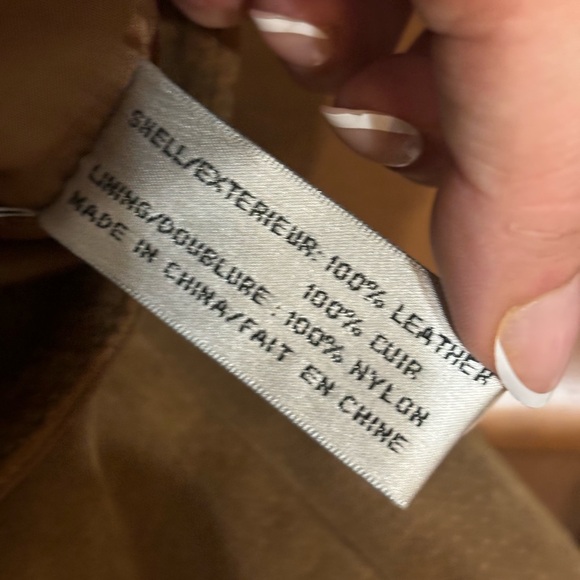 SHELL/EXTERIEUR: 100% LEATHER
100% CUIR
LINING/DOUBLURE: 100% NYLON
MADE IN CHINA/FAIT EN CHINE